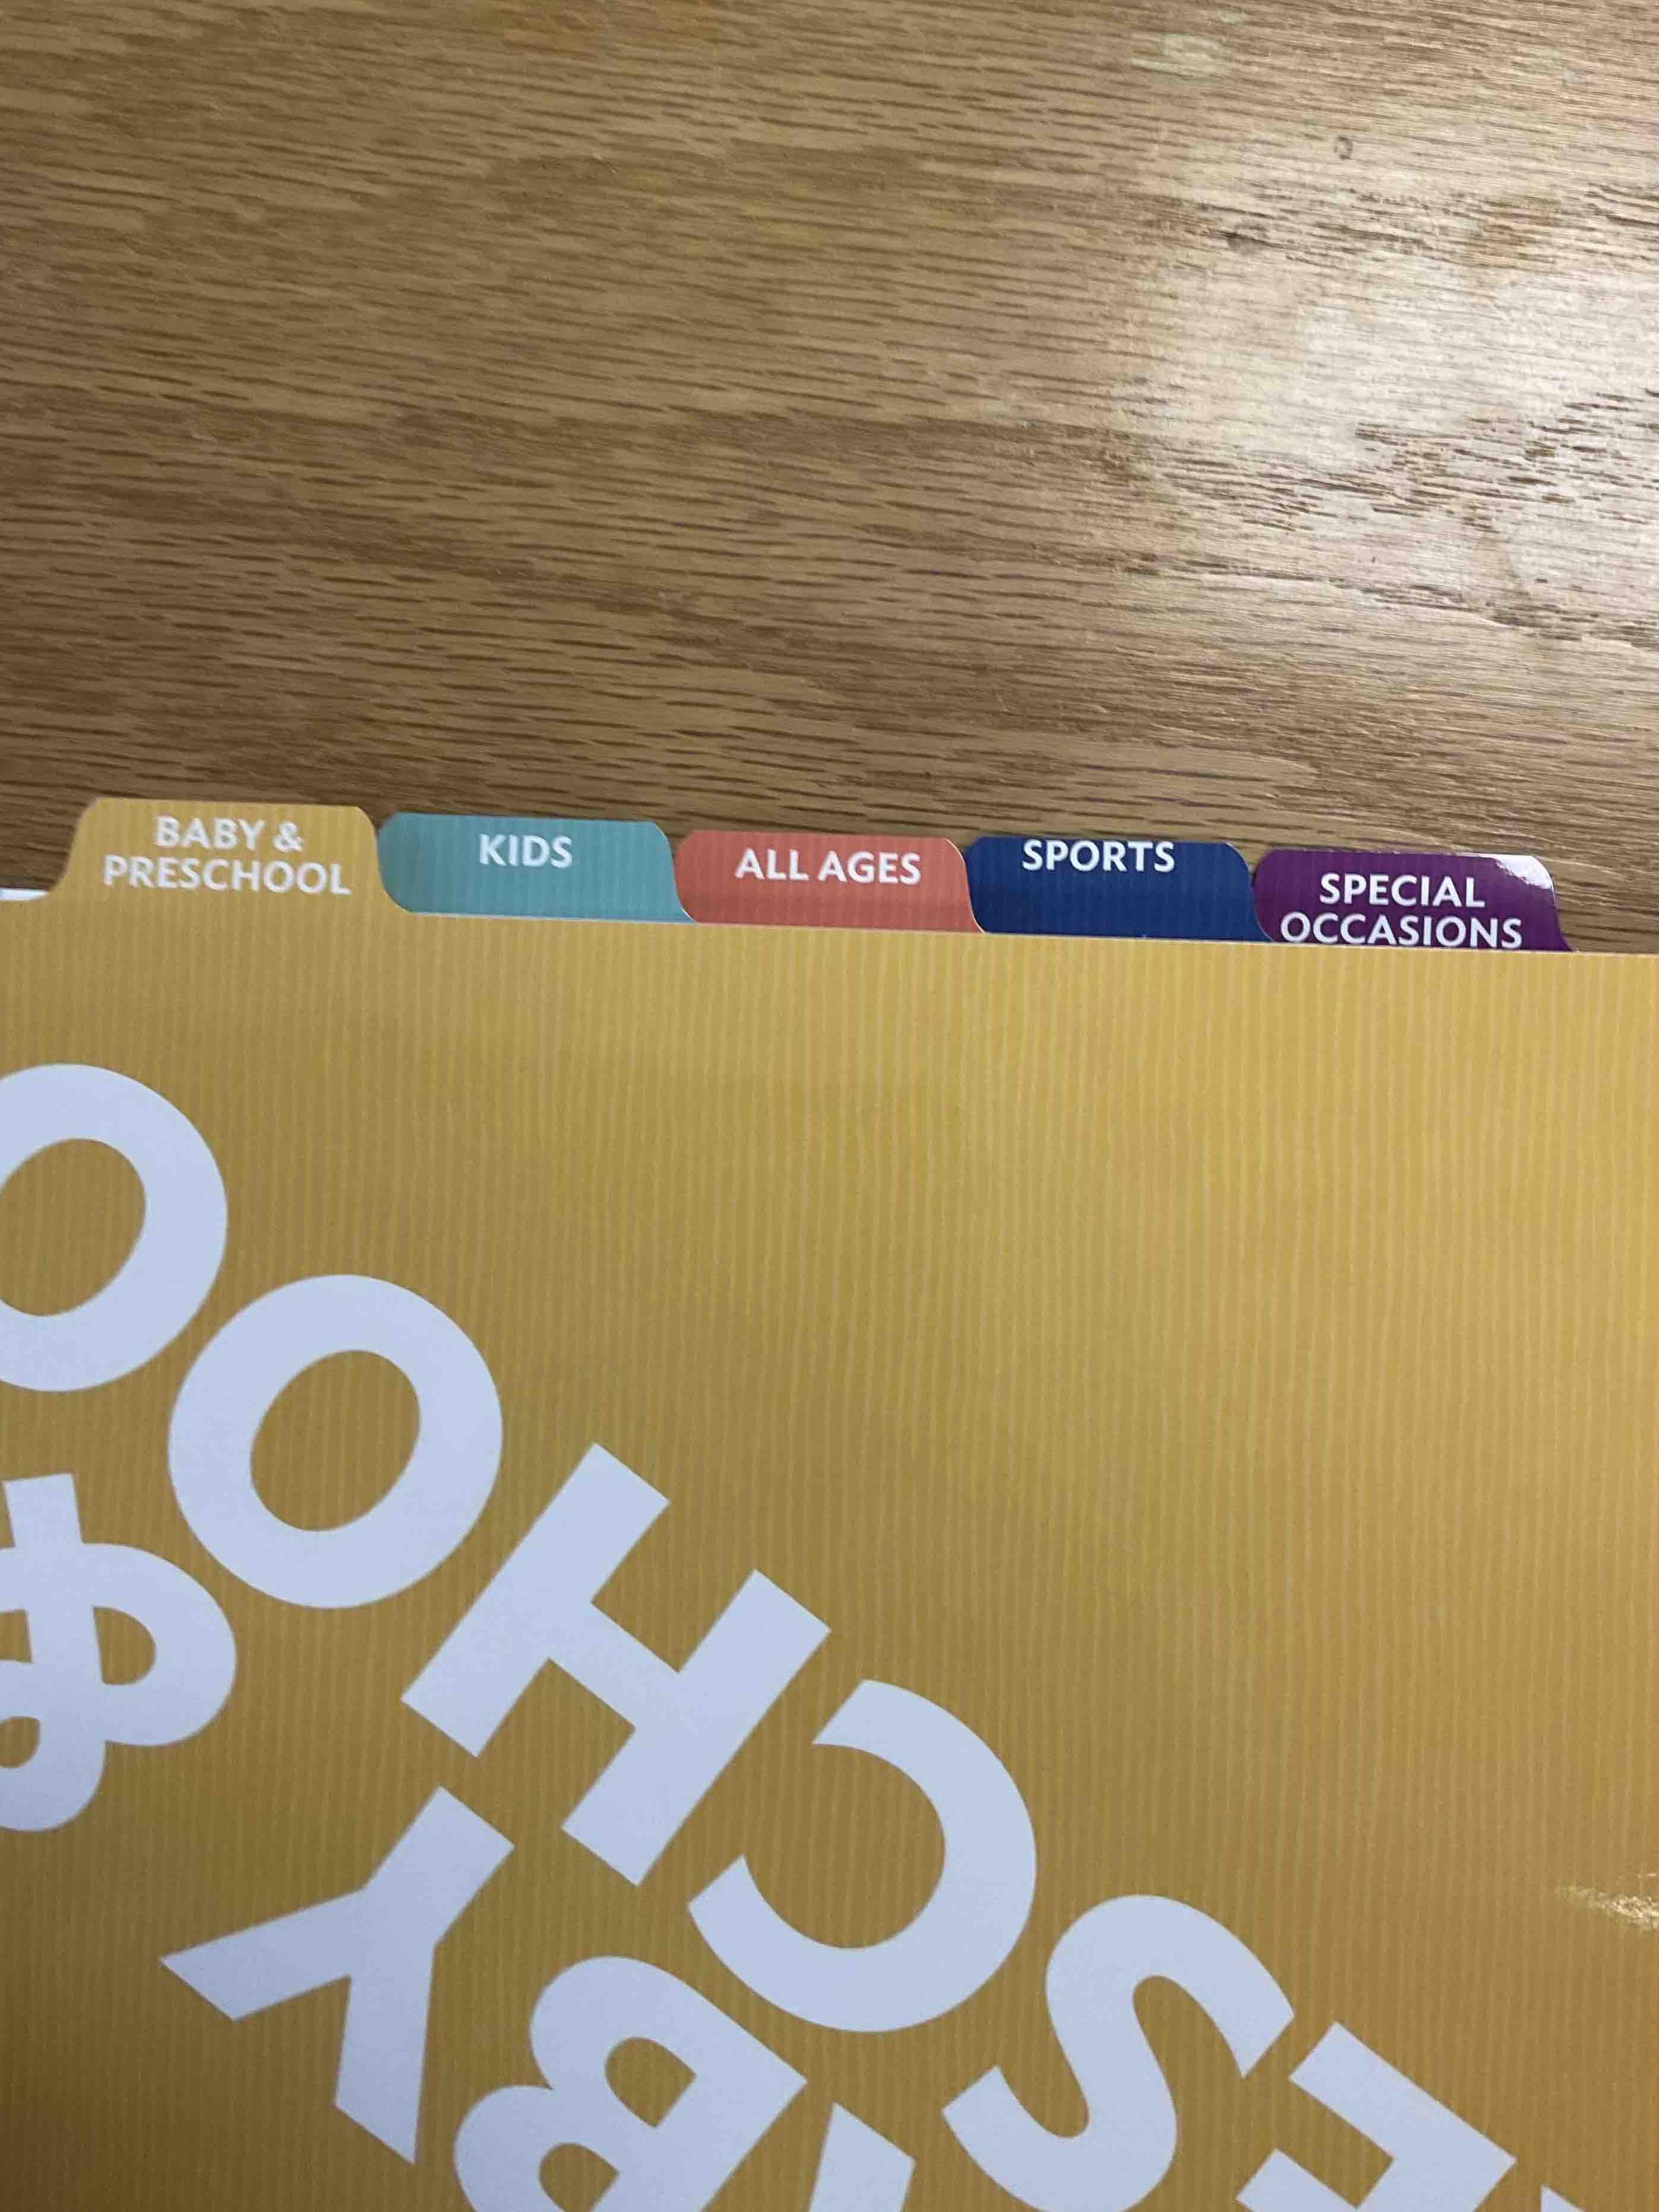 BABY &
PRESCHOOL
KIDS
ALL AGES
SPORTS
SPECIAL
OCCASIONS